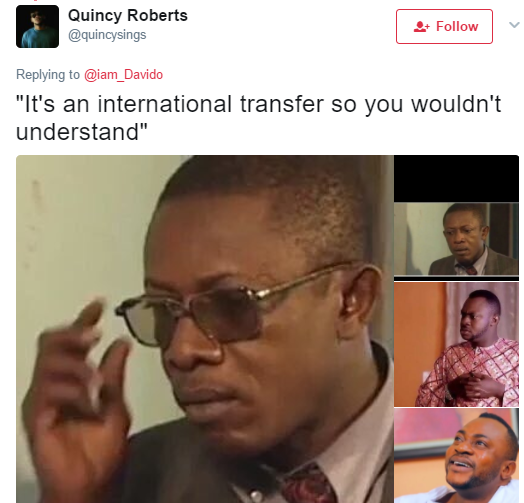 Quincy Roberts
@quincysings
Follow
Replying to @iam_Davido
"It's an international transfer so you wouldn't
understand"